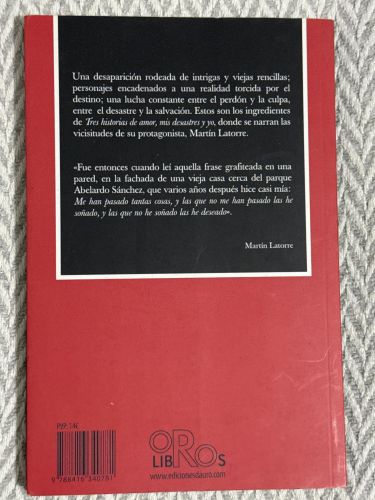 Una desaparición rodeada de intrigas y viejas rencillas;
personajes encadenados a una realidad torcida por el
destino; una lucha constante entre el perdón y la culpa,
entre el desastre y la salvación. Estos son los ingredientes
de Tres historias de amor, mis desastres y yo, donde se narran las
vicisitudes de su protagonista, Martín Latorre.
«Fue entonces cuando leí aquella frase grafiteada en una
pared, en la fachada de una vieja casa cerca del parque
Abelardo Sánchez, que varios años después hice casi mía:
Me han pasado tantas cosas, y las que no me han pasado las he
soñado, y las que no he soñado las he deseado».
Martín Latorre
PVP: 14€
9 788416 340781
ORO
LIBROS
www.edicionesdauro.com